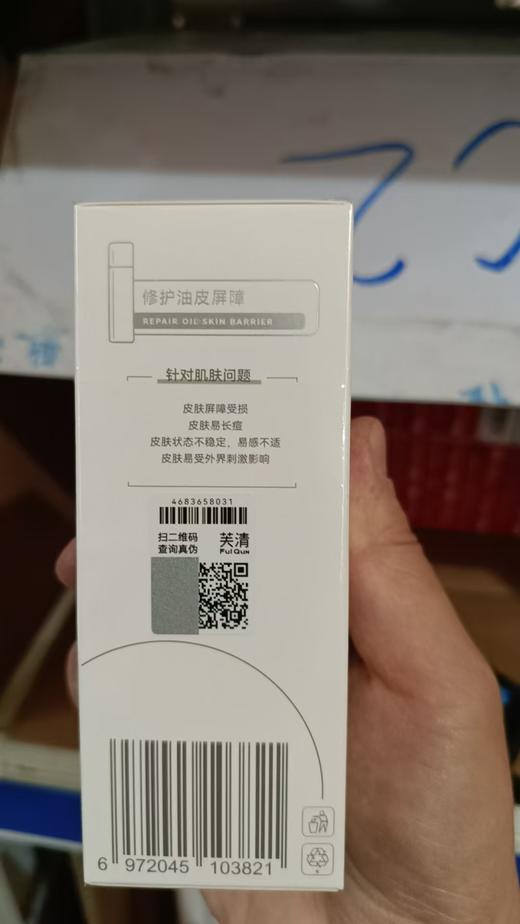 修护油皮屏障
REPAIR OIL SKIN BARRIER
针对肌肤问题
皮肤屏障受损
皮肤易长痘
皮肤状态不稳定，易感不适
皮肤易受外界刺激影响
4683658031
扫二维码
查询真伪
芙清
FulQun
6 972045 103821